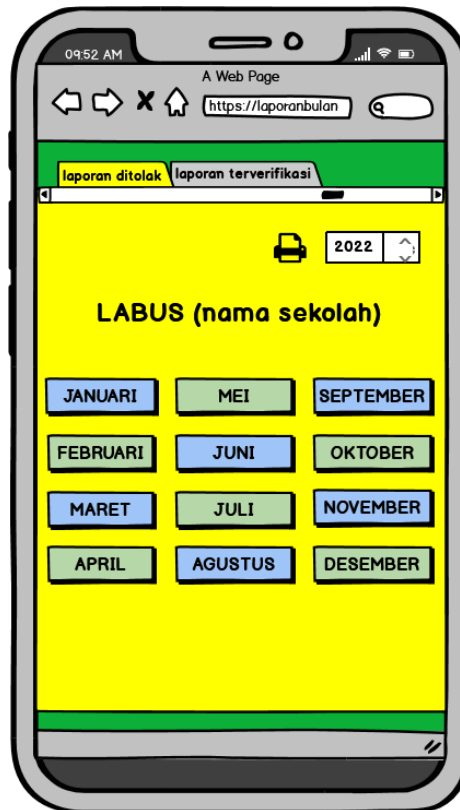 09:52 AM
A Web Page
https://laporanbulan
laporan ditolak
laporan terverifikasi
2022
LABUS (nama sekolah)
JANUARI MEI SEPTEMBER
FEBRUARI JUNI OKTOBER
MARET JULI NOVEMBER
APRIL AGUSTUS DESEMBER